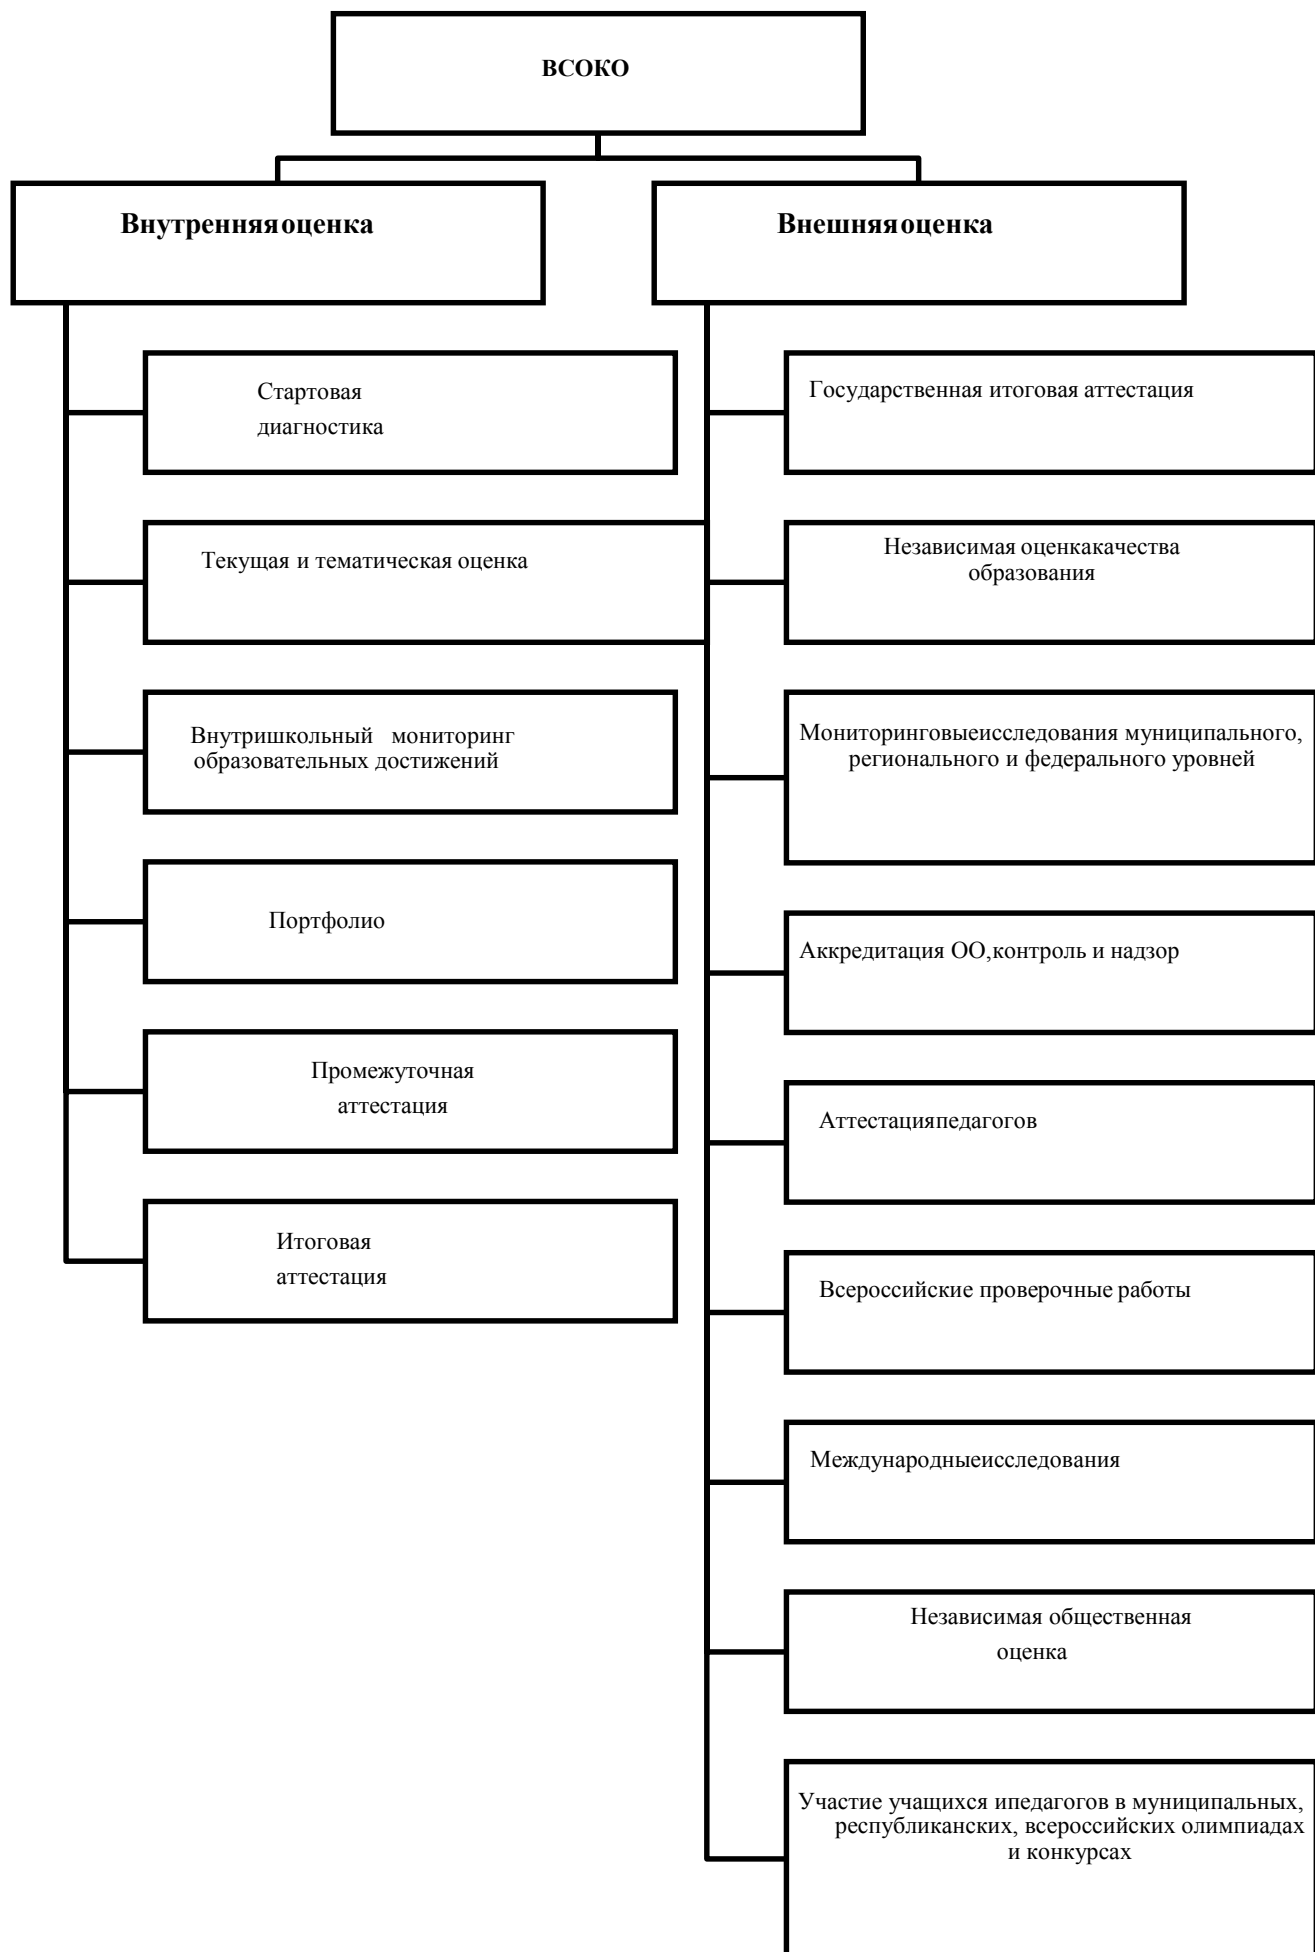 ВСОКО
Внутренняяоценка
Внешняяоценка
Стартовая
диагностика
Текущая и тематическая оценка
Внутришкольный мониторинг
образовательных достижений
Портфолио
Промежуточная
аттестация
Итоговая
аттестация
Государственная итоговая аттестация
Независимая оценкакачества
образования
Мониторинговыеисследования муниципального,
регионального и федерального уровней
Аккредитация ОО,контроль и надзор
Аттестацияпедагогов
Всероссийские проверочные работы
Международныеисследования
Независимая общественная
оценка
Участие учащихся ипедагогов в муниципальных,
республиканских, всероссийских олимпиадах
и конкурсах